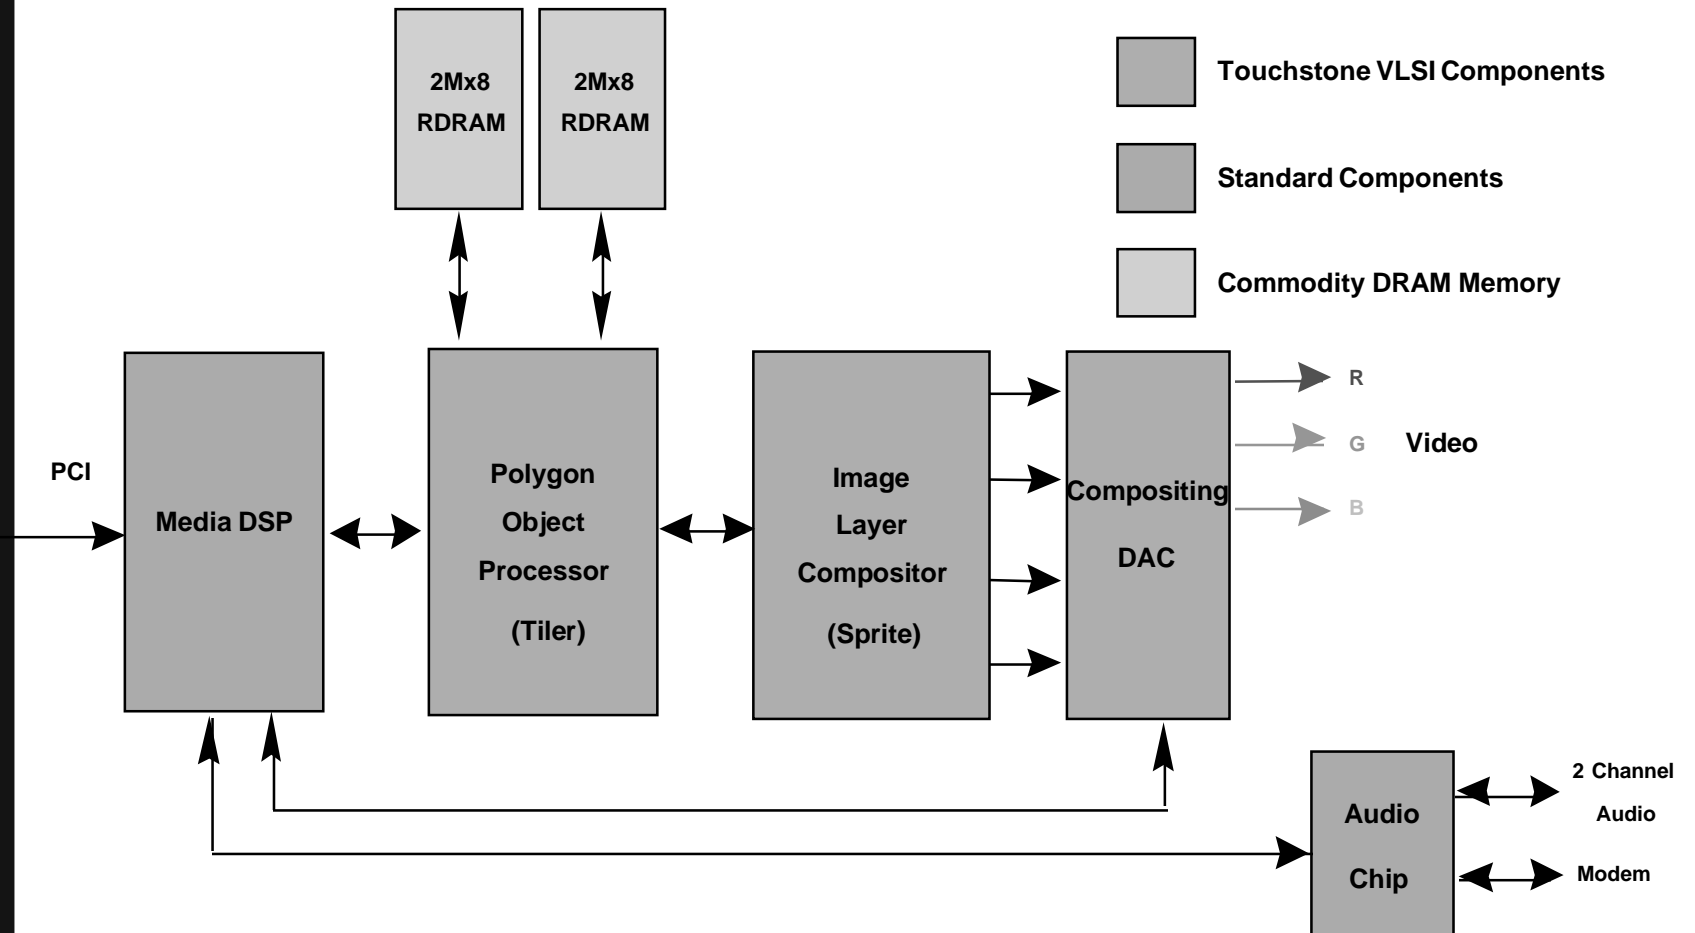 2Mx8
RDRAM
2Mx8
RDRAM
Touchstone VLSI Components
Standard Components
Commodity DRAM Memory
PCI
Media DSP
Polygon
Object
Processor
(Tiler)
Image
Layer
Compositor
(Sprite)
Compositing
DAC
R
G
B
Video
Audio
Chip
2 Channel
Audio
Modem